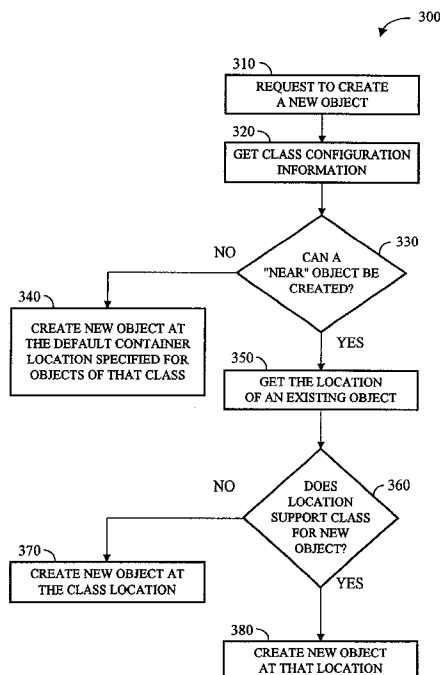 300
310
REQUEST TO CREATE
A NEW OBJECT
320
GET CLASS CONFIGURATION
INFORMATION
330
CAN A
"NEAR" OBJECT BE
CREATED?
NO
YES
340
CREATE NEW OBJECT AT
THE DEFAULT CONTAINER
LOCATION SPECIFIED FOR
OBJECTS OF THAT CLASS
350
GET THE LOCATION
OF AN EXISTING OBJECT
360
DOES
LOCATION
SUPPORT CLASS
FOR NEW
OBJECT?
NO
YES
370
CREATE NEW OBJECT AT
THE CLASS LOCATION
380
CREATE NEW OBJECT
AT THAT LOCATION